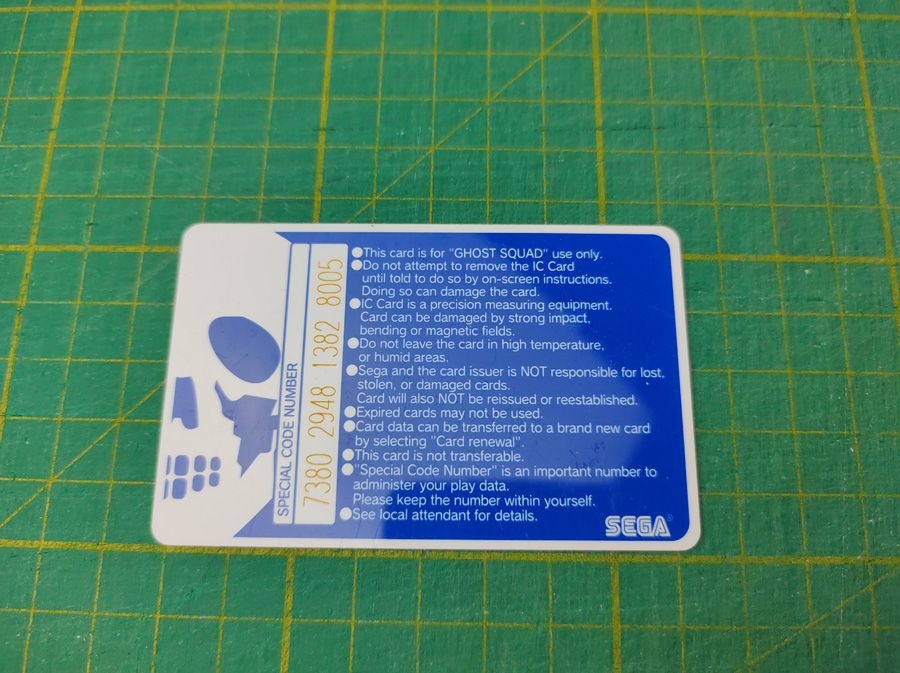 SPECIAL CODE NUMBER
7380 2948 1382 8005
●This card is for "GHOST SQUAD" use only.
●Do not attempt to remove the IC Card
until told to do so by on-screen instructions.
Doing so can damage the card.
●IC Card is a precision measuring equipment.
Card can be damaged by strong impact,
bending or magnetic fields.
●Do not leave the card in high temperature,
or humid areas.
●Sega and the card issuer is NOT responsible for lost,
stolen, or damaged cards.
Card will also NOT be reissued or reestablished.
●Expired cards may not be used.
●Card data can be transferred to a brand new card
by selecting "Card renewal".
●This card is not transferable.
●"Special Code Number" is an important number to
administer your play data.
Please keep the number within yourself.
●See local attendant for details.
SEGA®